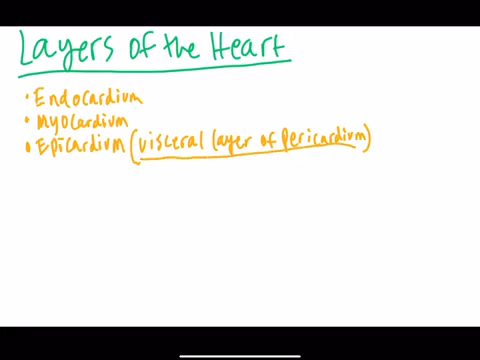 Layers of the Heart
• Endocardium
• Myocardium
• Epicardium (visceral layer of Pericardium)